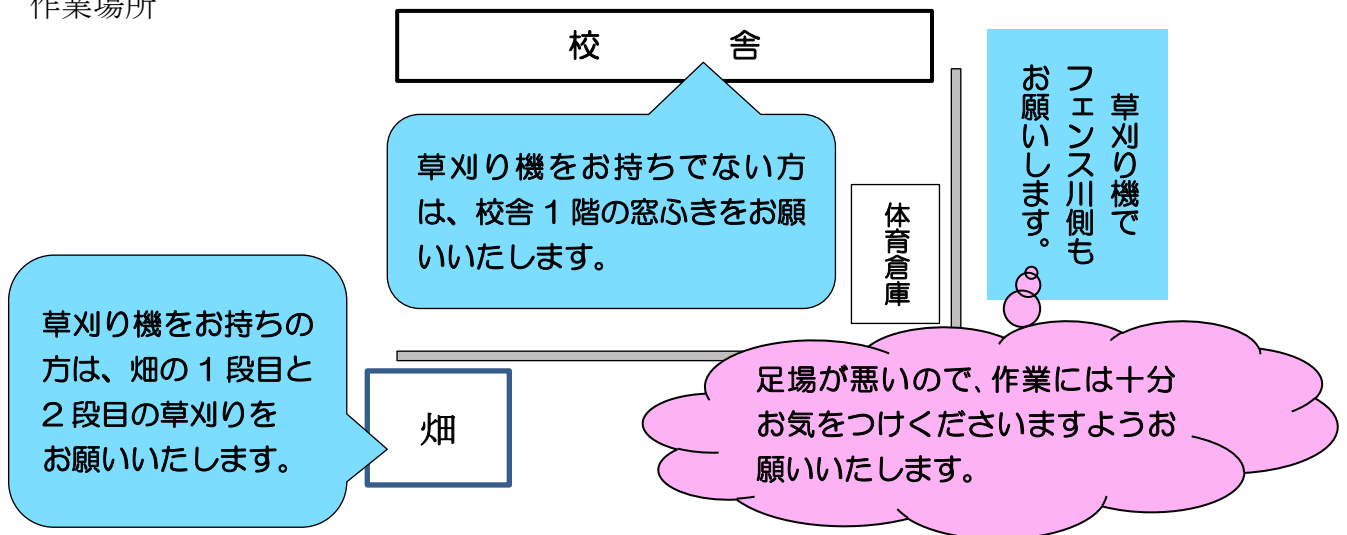 作業場所
校　舎
草刈り機をお持ちでない方
は、校舎 1 階の窓ふきをお願
いいたします。
草刈り機で
フェンス川側も
お願いします。
体育倉庫
草刈り機をお持ちの
方は、畑の 1 段目と
2 段目の草刈りを
お願いいたします。
畑
足場が悪いので、作業には十分
お気をつけくださいますようお
願いいたします。